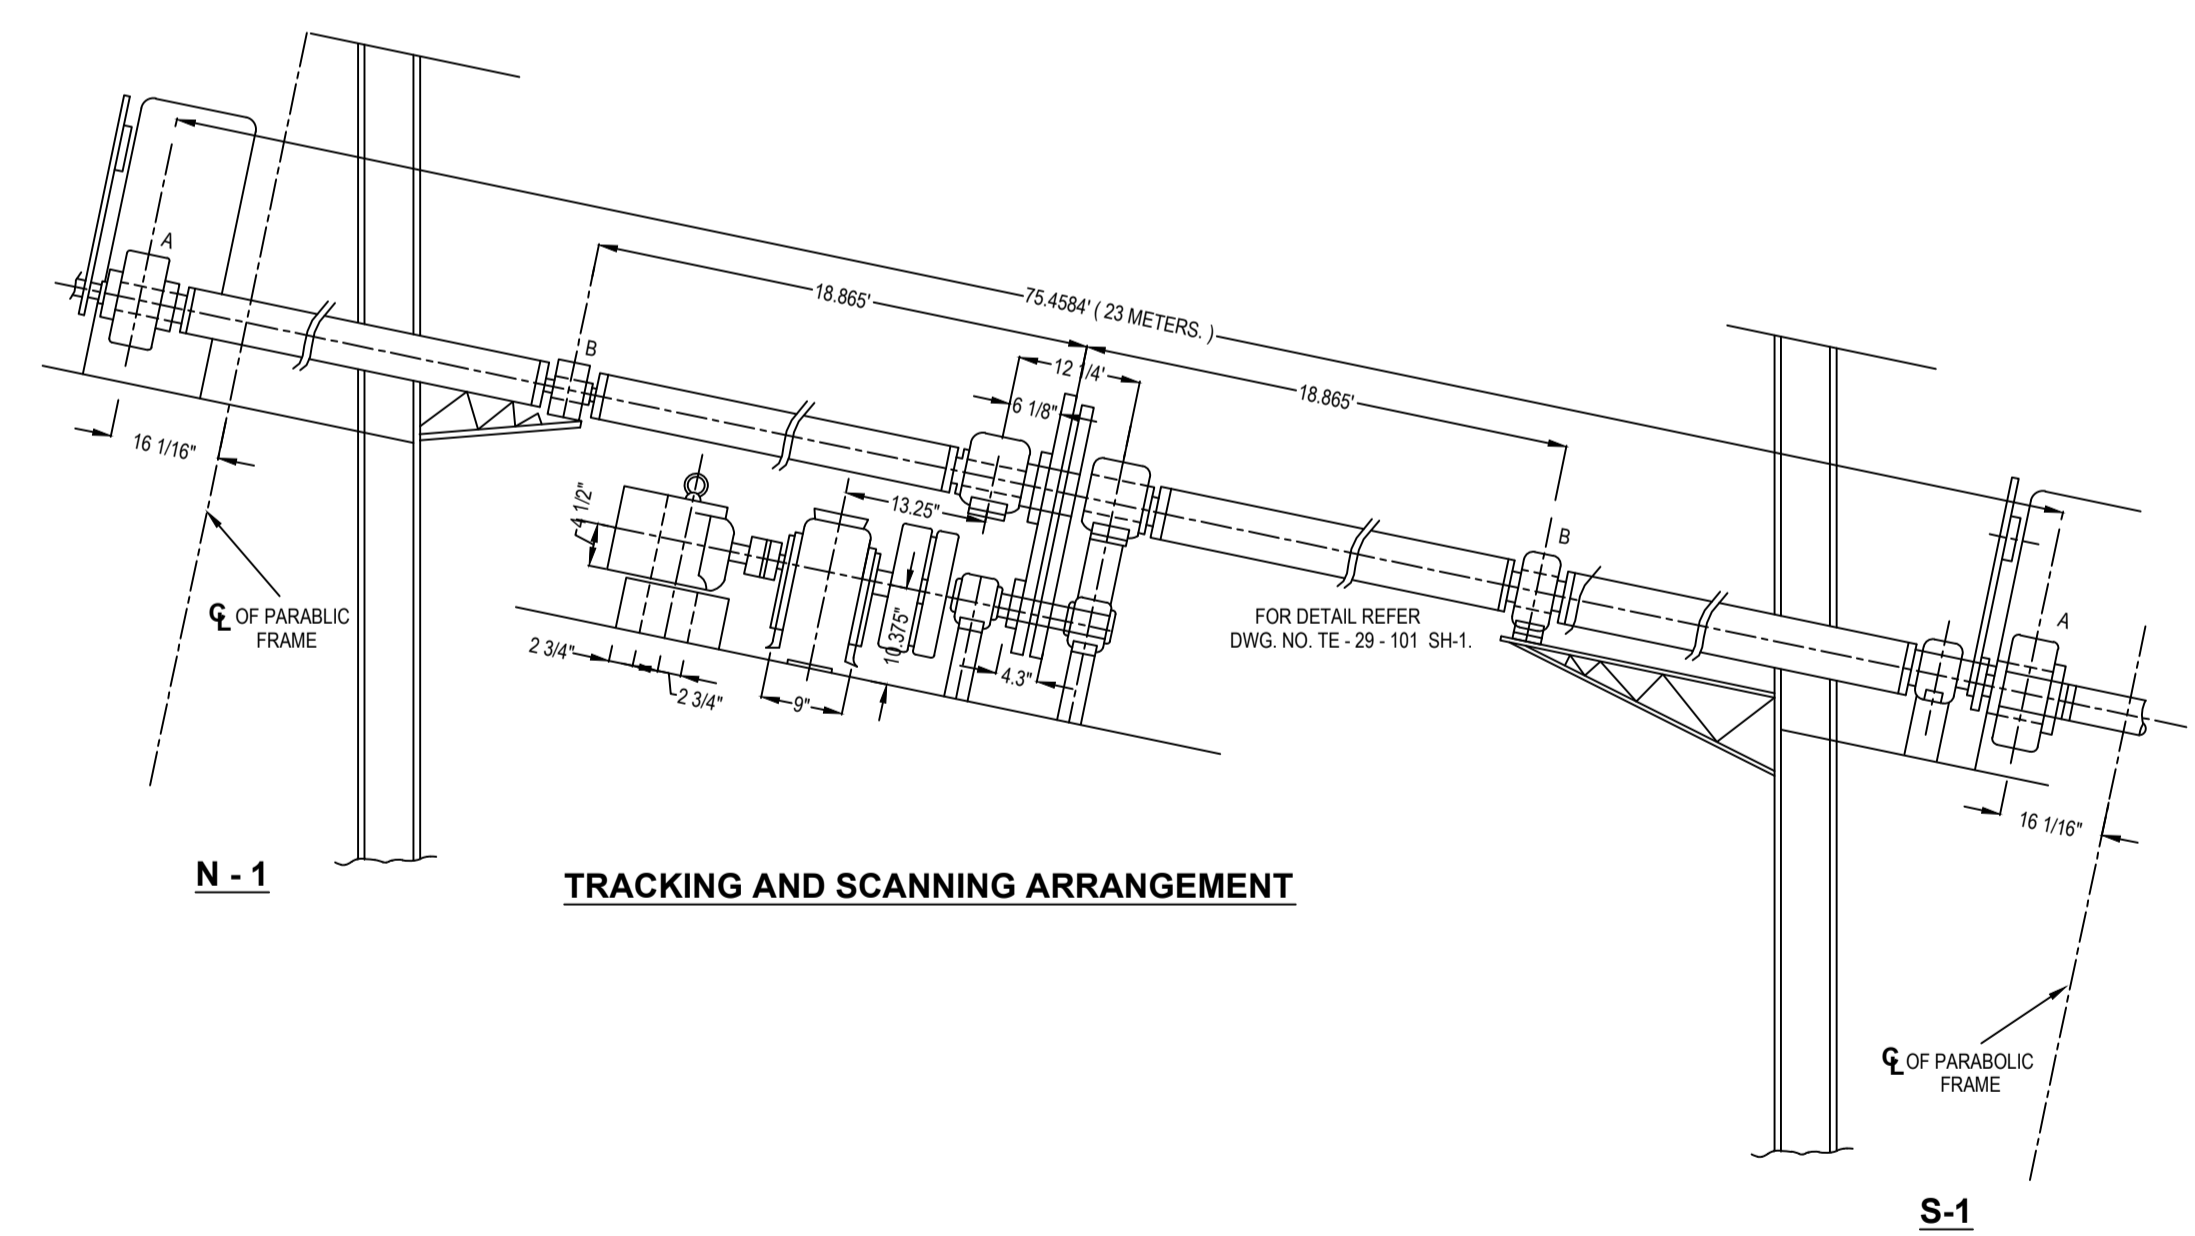 A
18.865'
75.4584' ( 23 METERS. )
B
12 1/4'
6 1/8"
18.865'
16 1/16"
4 1/2"
13.25"
B
℄ OF PARABLIC
FRAME
10.375"
FOR DETAIL REFER
DWG. NO. TE - 29 - 101 SH-1.
A
2 3/4"
2 3/4"
9"
4.3"
16 1/16"
N - 1
TRACKING AND SCANNING ARRANGEMENT
℄ OF PARABOLIC
FRAME
S-1